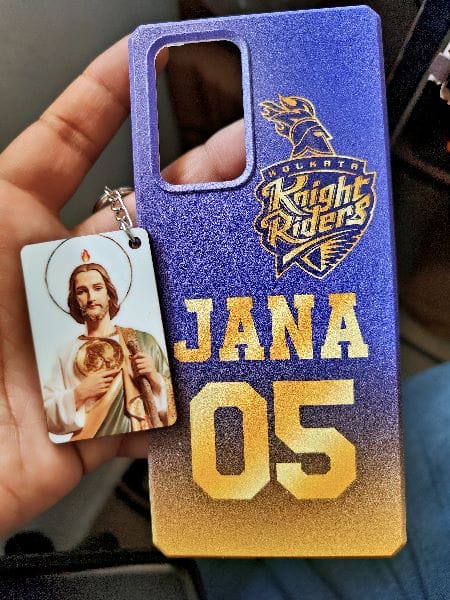 KOLKATA
Knight
Riders
JANA
05